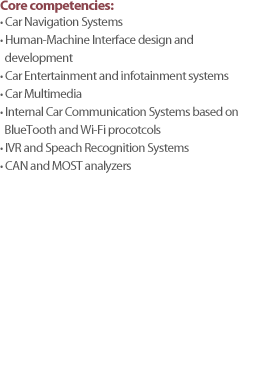 Core competencies:
• Car Navigation Systems
• Human-Machine Interface design and
development
• Car Entertainment and infotainment systems
• Car Multimedia
• Internal Car Communication Systems based on
BlueTooth and Wi-Fi procotcols
• IVR and Speach Recognition Systems
• CAN and MOST analyzers